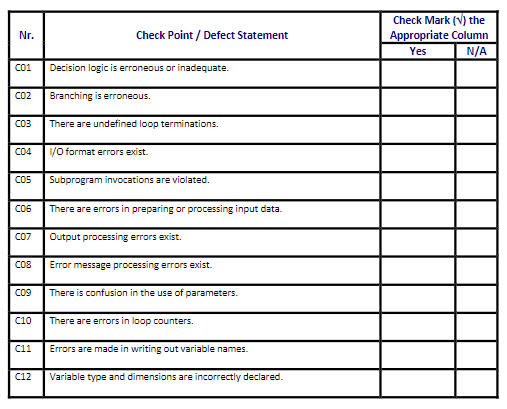 Nr. Check Point / Defect Statement Check Mark (√) the Appropriate Column
Yes N/A
C01 Decision logic is erroneous or inadequate.
C02 Branching is erroneous.
C03 There are undefined loop terminations.
C04 I/O format errors exist.
C05 Subprogram invocations are violated.
C06 There are errors in preparing or processing input data.
C07 Output processing errors exist.
C08 Error message processing errors exist.
C09 There is confusion in the use of parameters.
C10 There are errors in loop counters.
C11 Errors are made in writing out variable names.
C12 Variable type and dimensions are incorrectly declared.